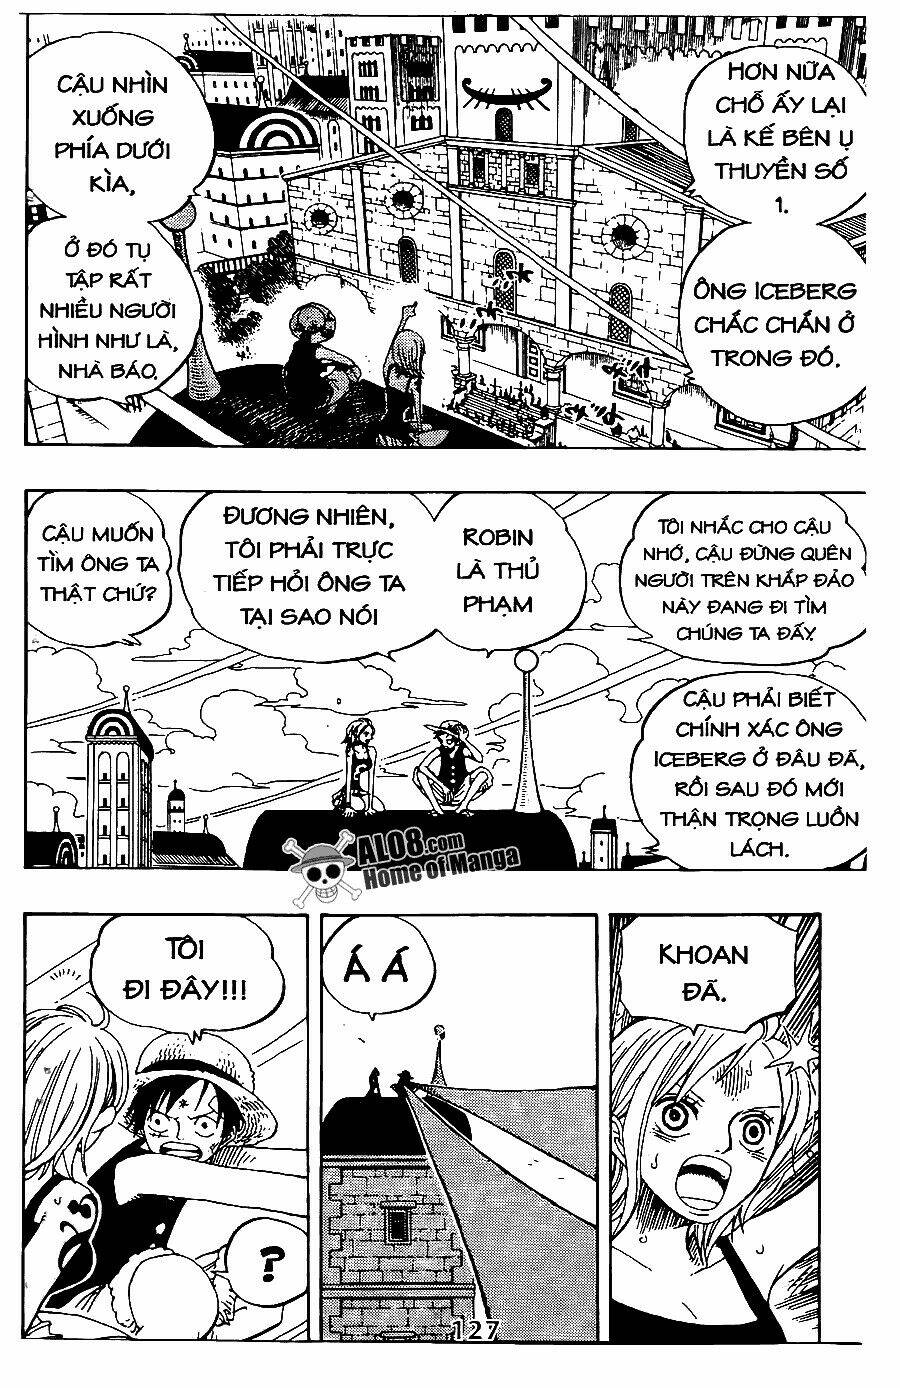 HƠN NỮA
CHỖ ẤY LẠI
LÀ KẾ BÊN Ụ
THUYỀN SỐ
1.
ÔNG ICEBERG
CHẮC CHẮN Ở
TRONG ĐÓ.
CẬU NHÌN
XUỐNG
PHÍA DƯỚI
KÌA,
Ở ĐÓ TỤ
TẬP RẤT
NHIỀU NGƯỜI
HÌNH NHƯ LÀ,
NHÀ BÁO.
TÔI NHẮC CHO CẬU
NHỚ, CẬU ĐỪNG QUÊN
NGƯỜI TRÊN KHẮP ĐẢO
NÀY ĐANG ĐI TÌM
CHÚNG TA ĐẤY.
CẬU PHẢI BIẾT
CHÍNH XÁC ÔNG
ICEBERG Ở ĐÂU ĐÃ,
RỒI SAU ĐÓ MỚI
THẬN TRỌNG LUỒN
LÁCH.
ROBIN
LÀ THỦ
PHẠM
ĐƯƠNG NHIÊN,
TÔI PHẢI TRỰC
TIẾP HỎI ÔNG TA
TẠI SAO NÓI
CẬU MUỐN
TÌM ÔNG TA
THẬT CHỨ?
AL08.com
Home of Manga
KHOAN
ĐÃ.
Á Á
TÔI
ĐI ĐÂY!!!
?
127